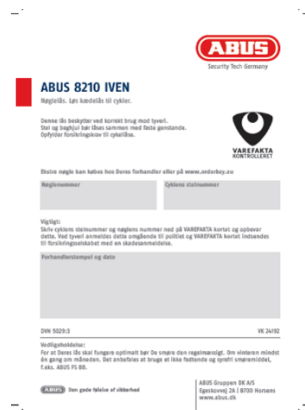 ABUS
Security Tech Germany
ABUS 8210 IVEN
Nøglelås. Løs kædelås til cykler.
Denne lås beskytter ved korrekt brug mod tyveri.
Stel og baghjul bør låses sammen med faste genstande.
Opfylder forsikringskrav til cykellåse.
VAREFAKTA
KONTROLLERET
Ekstra nøgle kan købes hos Deres forhandler eller på www.orderkey.eu
Nøglenummer
Cyklens stelnummer
Vigtigt:
Skriv cyklens stelnummer og nøglens nummer ned på VAREFAKTA kortet og opbevar
dette. Ved tyveri anmeldes dette omgående til politiet og VAREFAKTA kortet indsendes
til forsikringsselskabet med en skadesanmeldelse.
Forhandlerstempel og dato
DVN 5029:3
VK 24192
Vedligeholdelse:
For at Deres lås skal fungere optimalt bør De smøre den regelmæssigt. Om vinteren mindst
én gang om måneden. Det anbefales at bruge et ikke fedtende og syrefit smøremiddel,
f.eks. ABUS PS 88.
ABUS
Den gode følelse af sikkerhed
ABUS Gruppen DK A/S
Egeskovvej 2A | 8700 Horsens
www.abus.dk